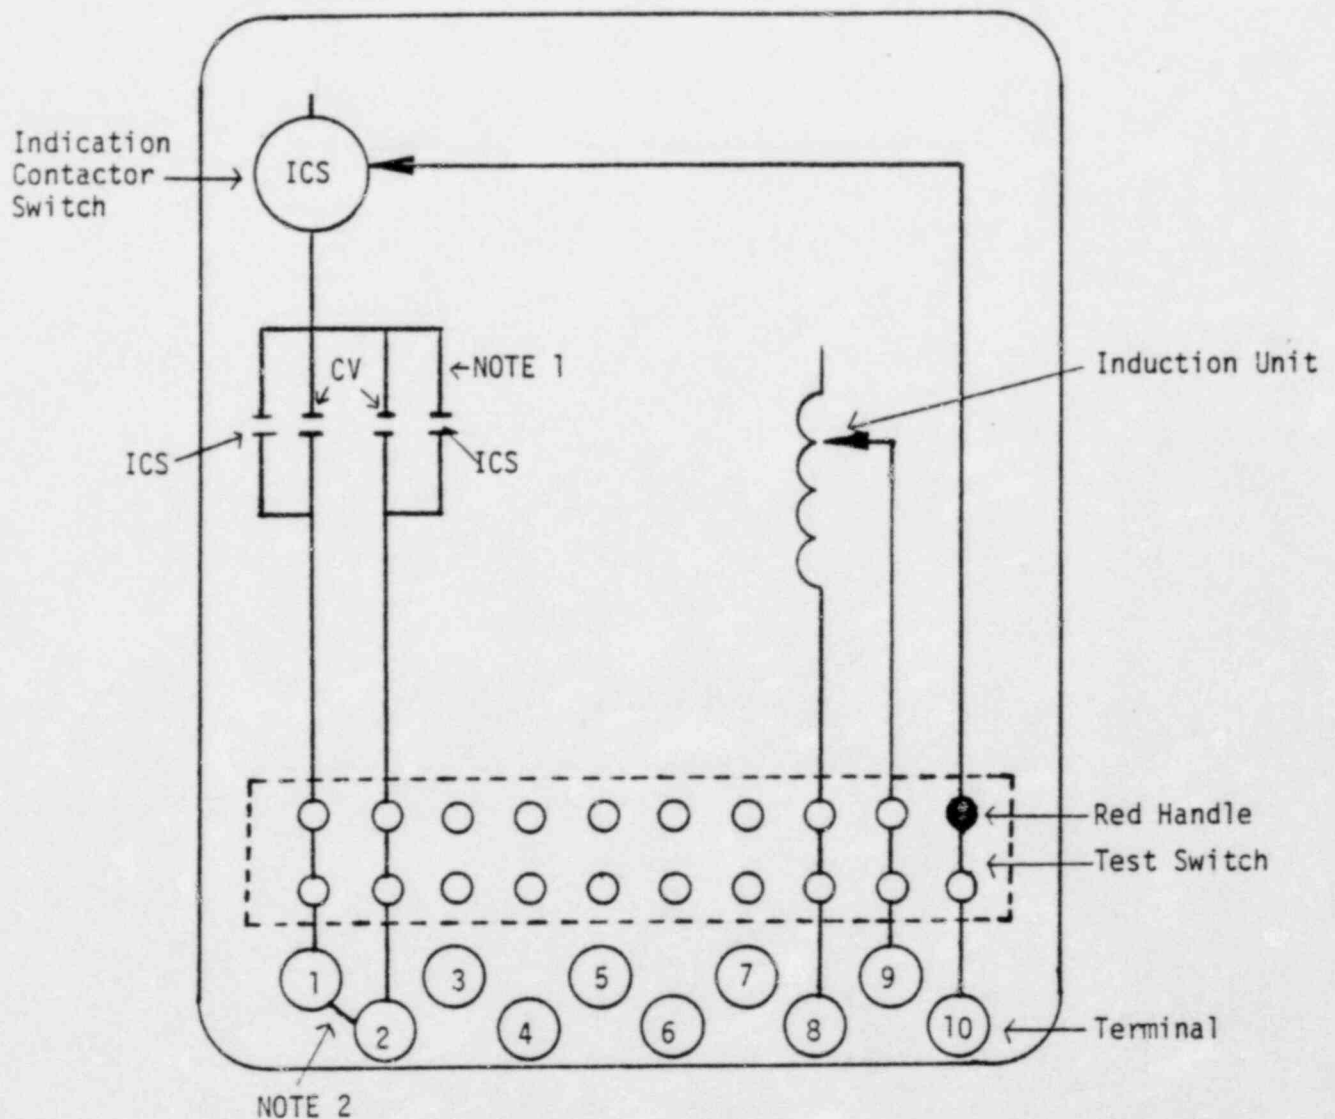 Indication
Contactor
Switch
ICS
CV
NOTE 1
Induction Unit
ICS
ICS
Red Handle
Test Switch
1
3
5
7
9
2
4
6
8
10
Terminal
NOTE 2